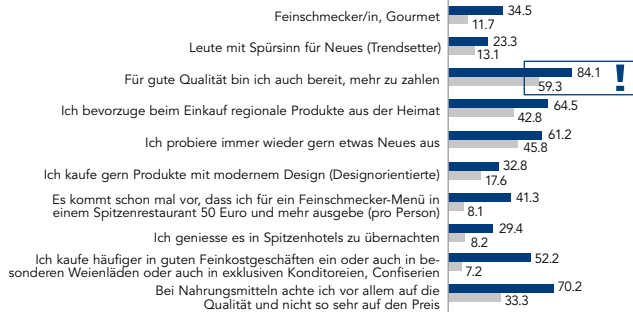 Feinschmecker/in, Gourmet
34.5
11.7
Leute mit Spürsinn für Neues (Trendsetter)
23.3
13.1
Für gute Qualität bin ich auch bereit, mehr zu zahlen
84.1
59.3
!
Ich bevorzuge beim Einkauf regionale Produkte aus der Heimat
64.5
42.8
Ich probiere immer wieder gern etwas Neues aus
61.2
45.8
Ich kaufe gern Produkte mit modernem Design (Designorientierte)
32.8
17.6
Es kommt schon mal vor, dass ich für ein Feinschmecker-Menü in
einem Spitzenrestaurant 50 Euro und mehr ausgebe (pro Person)
41.3
8.1
Ich geniesse es in Spitzenhotels zu übernachten
29.4
8.2
Ich kaufe häufiger in guten Feinkostgeschäften ein oder auch in be-
sonderen Weienläden oder auch in exklusiven Konditoreien, Confiserien
52.2
7.2
Bei Nahrungsmitteln achte ich vor allem auf die
Qualität und nicht so sehr auf den Preis
70.2
33.3